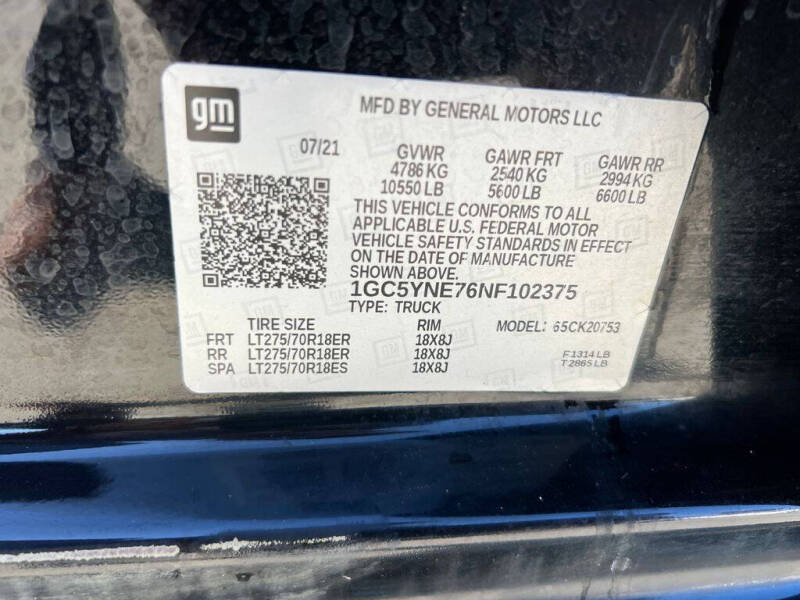 gm
MFD BY GENERAL MOTORS LLC
07/21 GVWR GAWR FRT GAWR RR
4786 KG 2540 KG 2994 KG
10550 LB 5600 LB 6600 LB
THIS VEHICLE CONFORMS TO ALL
APPLICABLE U.S. FEDERAL MOTOR
VEHICLE SAFETY STANDARDS IN EFFECT
ON THE DATE OF MANUFACTURE
SHOWN ABOVE.
1GC5YNE76NF102375
TYPE: TRUCK
TIRE SIZE RIM MODEL: 65CK20753
FRT LT275/70R18ER 18X8J
RR LT275/70R18ER 18X8J F1314 LB
SPA LT275/70R18ES 18X8J T2865 LB